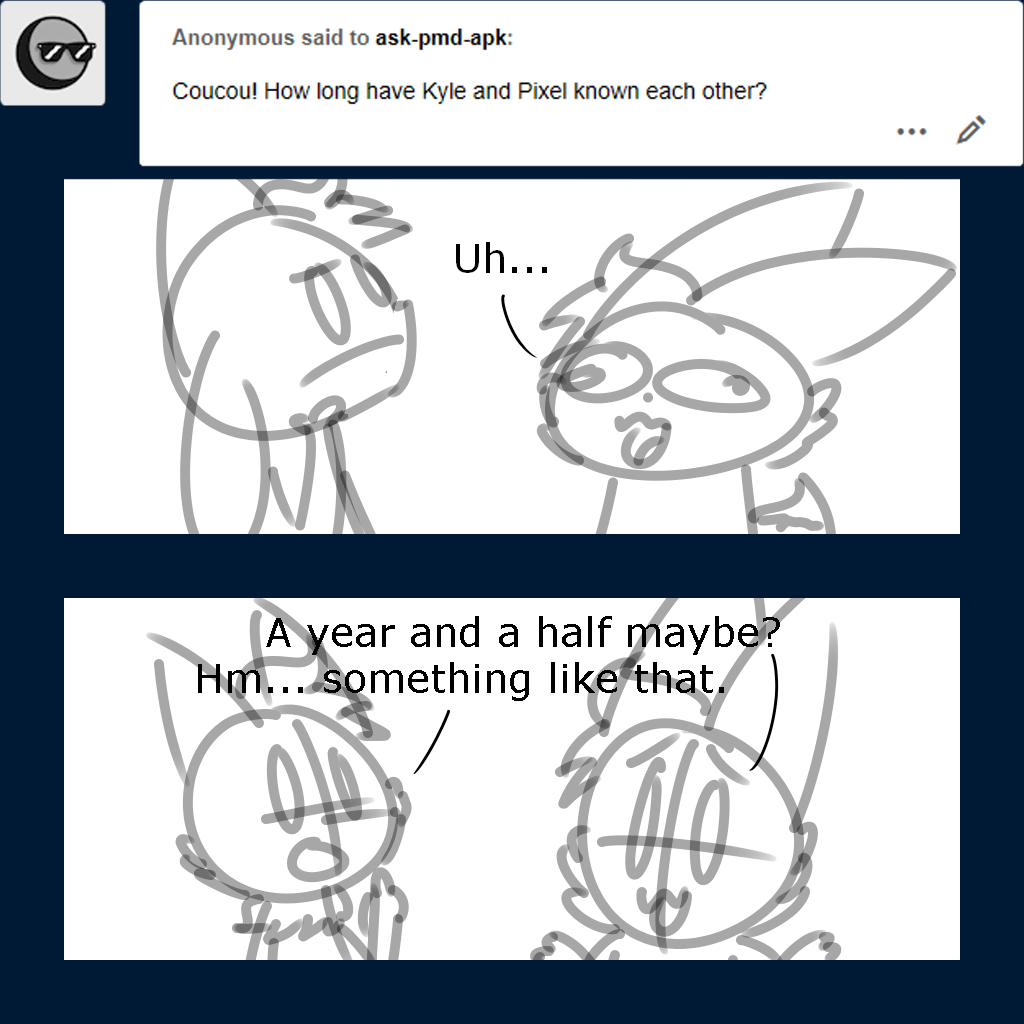 Anonymous said to ask-pmd-apk:
Coucou! How long have Kyle and Pixel known each other?
Uh...
A year and a half maybe?
Hm... something like that.